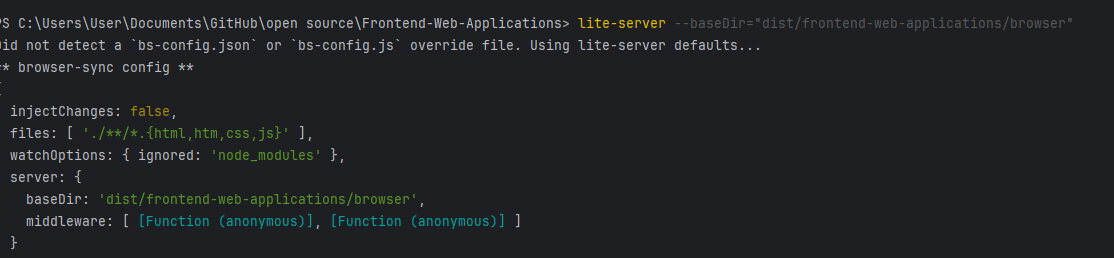 PS C:\Users\User\Documents\GitHub\open source\Frontend-Web-Applications> lite-server --baseDir="dist/frontend-web-applications/browser"
Did not detect a `bs-config.json` or `bs-config.js` override file. Using lite-server defaults...
** browser-sync config **
{
  injectChanges: false,
  files: [ './**/*.{html,htm,css,js}' ],
  watchOptions: { ignored: 'node_modules' },
  server: {
    baseDir: 'dist/frontend-web-applications/browser',
    middleware: [ [Function (anonymous)], [Function (anonymous)] ]
  }